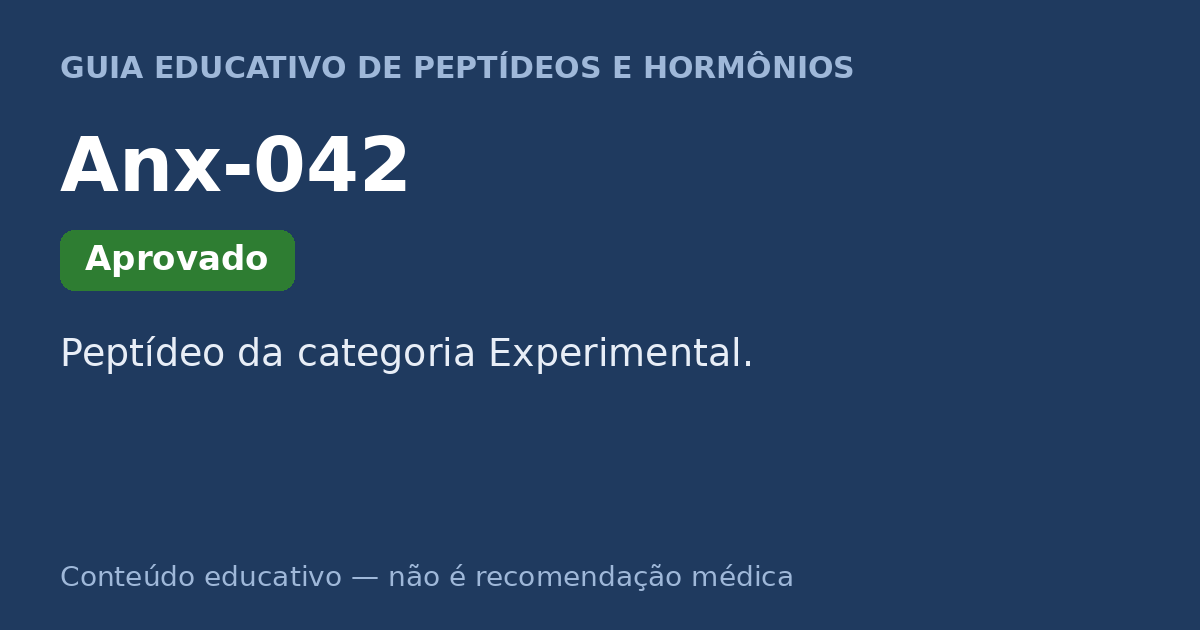 GUIA EDUCATIVO DE PEPTÍDEOS E HORMÔNIOS
Anx-042
Aprovado
Peptídeo da categoria Experimental.
Conteúdo educativo — não é recomendação médica